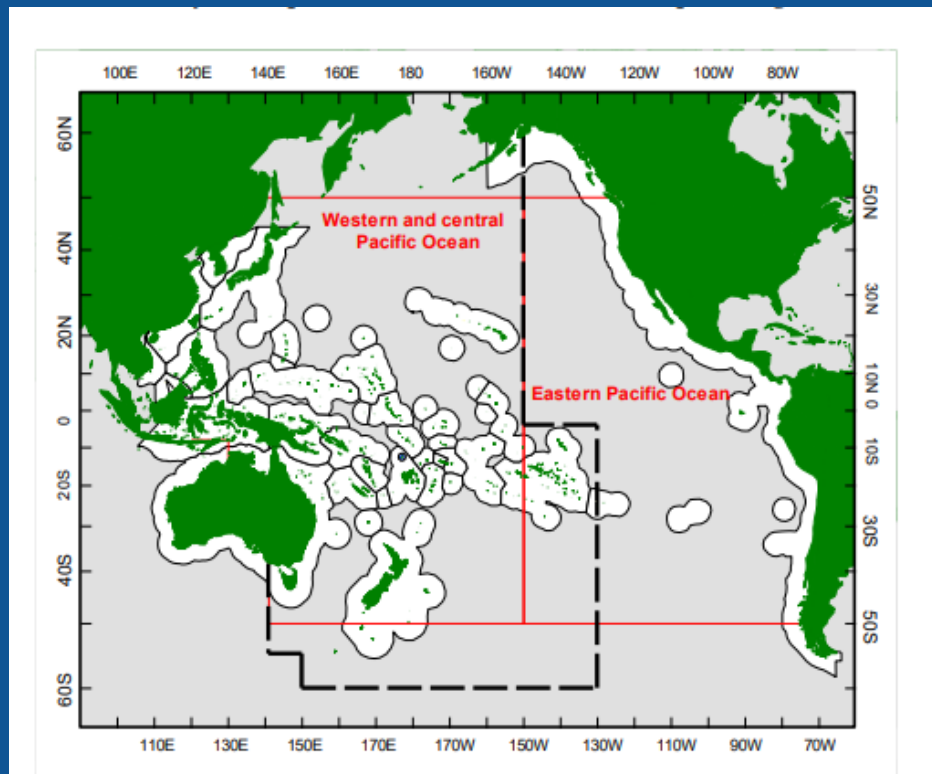 100E 120E 140E 160E 180 160W 140W 120W 100W 80W
60N
50N
Western and central
Pacific Ocean
40N
30N
20N
10N
Eastern Pacific Ocean
0
0
10S
20S
30S
40S
50S
60S
110E 130E 150E 170E 170W 150W 130W 110W 90W 70W